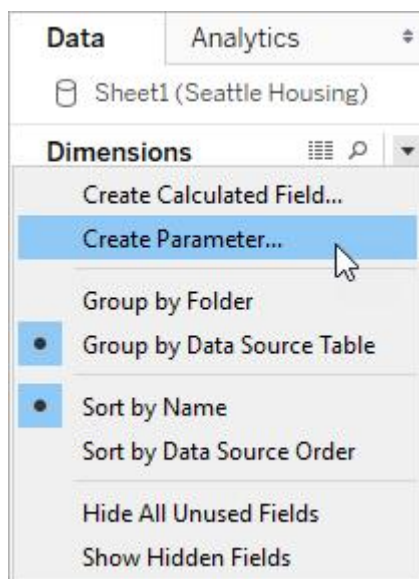 Data Analytics
Sheet1 (Seattle Housing)
Dimensions
Create Calculated Field...
Create Parameter...
Group by Folder
Group by Data Source Table
Sort by Name
Sort by Data Source Order
Hide All Unused Fields
Show Hidden Fields